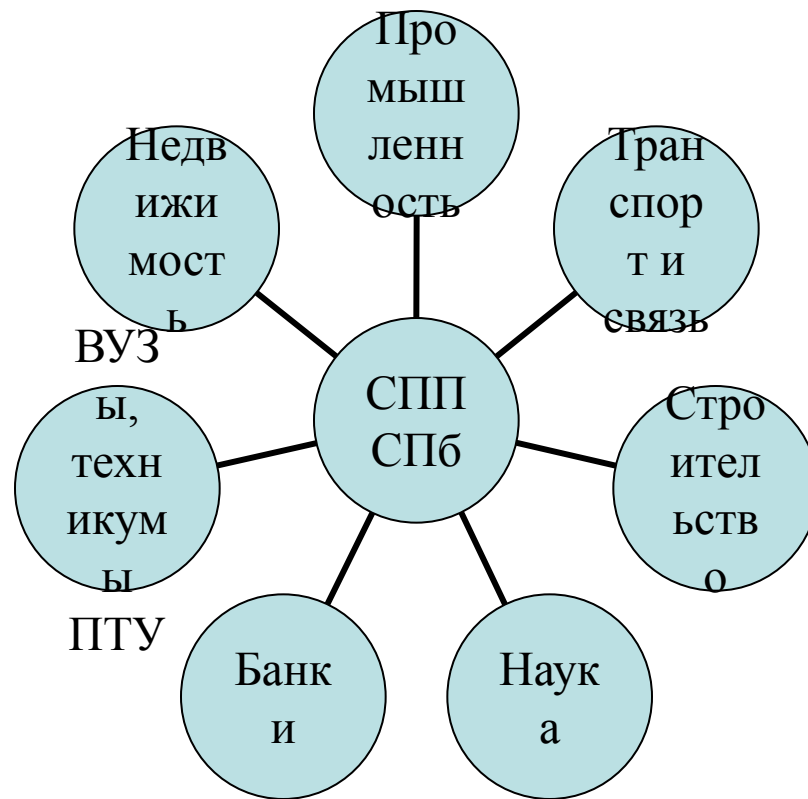 Про
мыш
ленн
ость
Недв
ижи
мост
ь
Тран
спор
т и
связь
СПП
СПб
ВУЗ
ы,
техн
икум
ы
ПТУ
Стро
ител
ьств
о
Банк
и
Наук
а